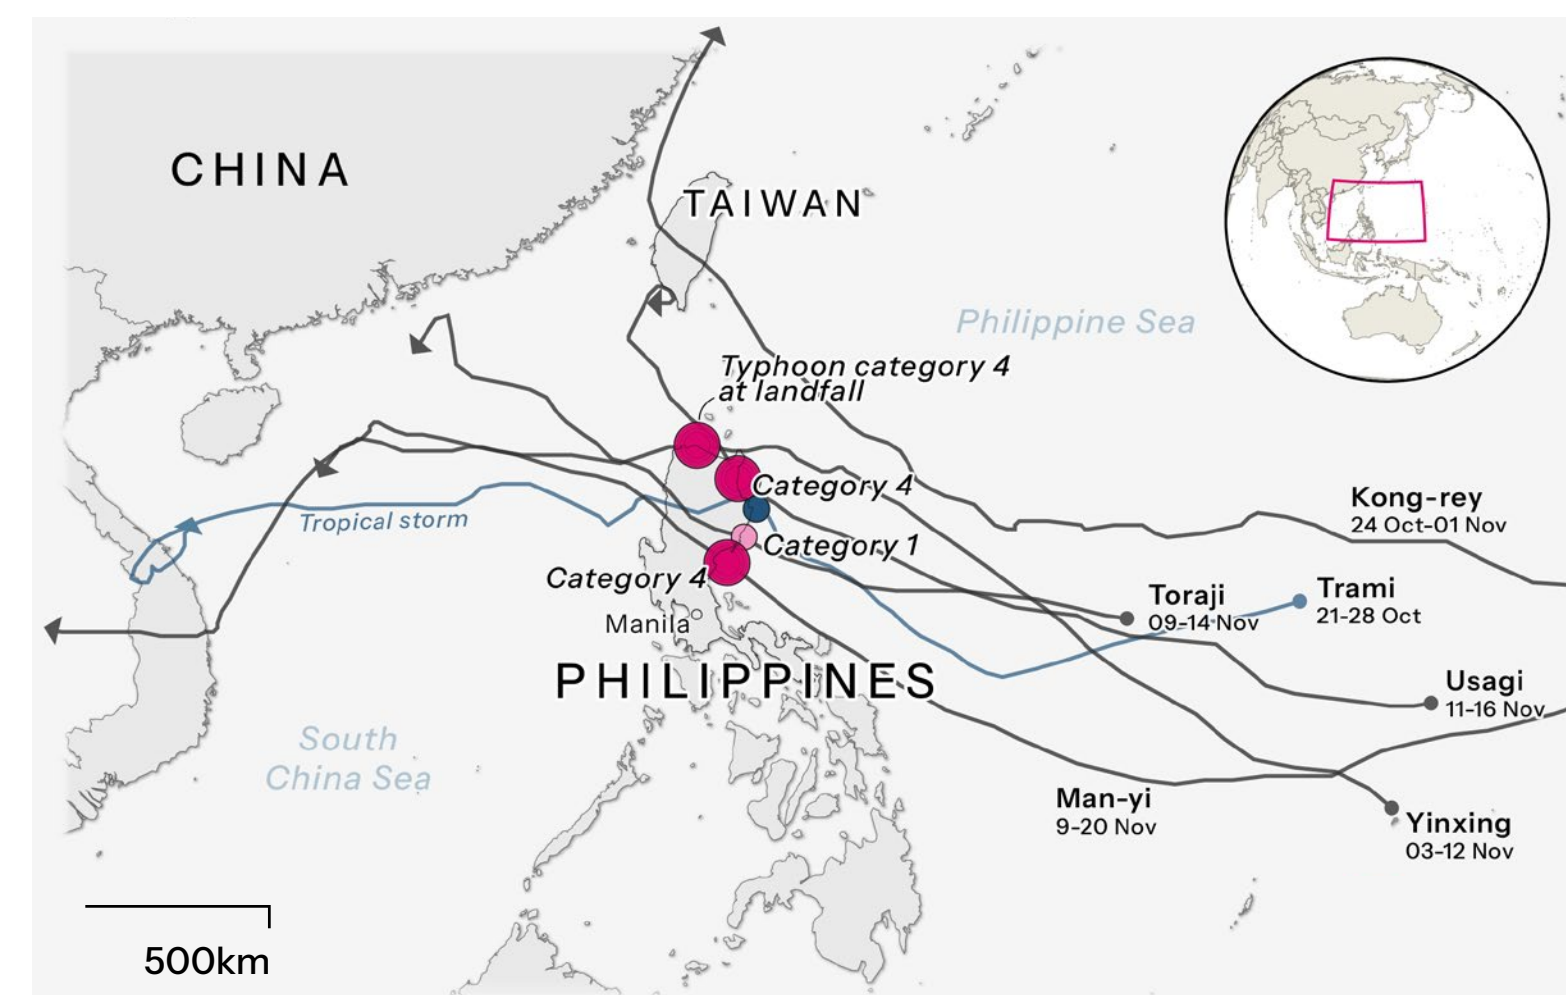 CHINA
TAIWAN
Philippine Sea
Typhoon category 4
at landfall
Category 4
Kong-rey
24 Oct-01 Nov
Tropical storm
Category 1
Category 4
Toraji
09-14 Nov
Trami
21-28 Oct
Manila
PHILIPPINES
Usagi
11-16 Nov
South
China Sea
Man-yi
9-20 Nov
Yinxing
03-12 Nov
500km